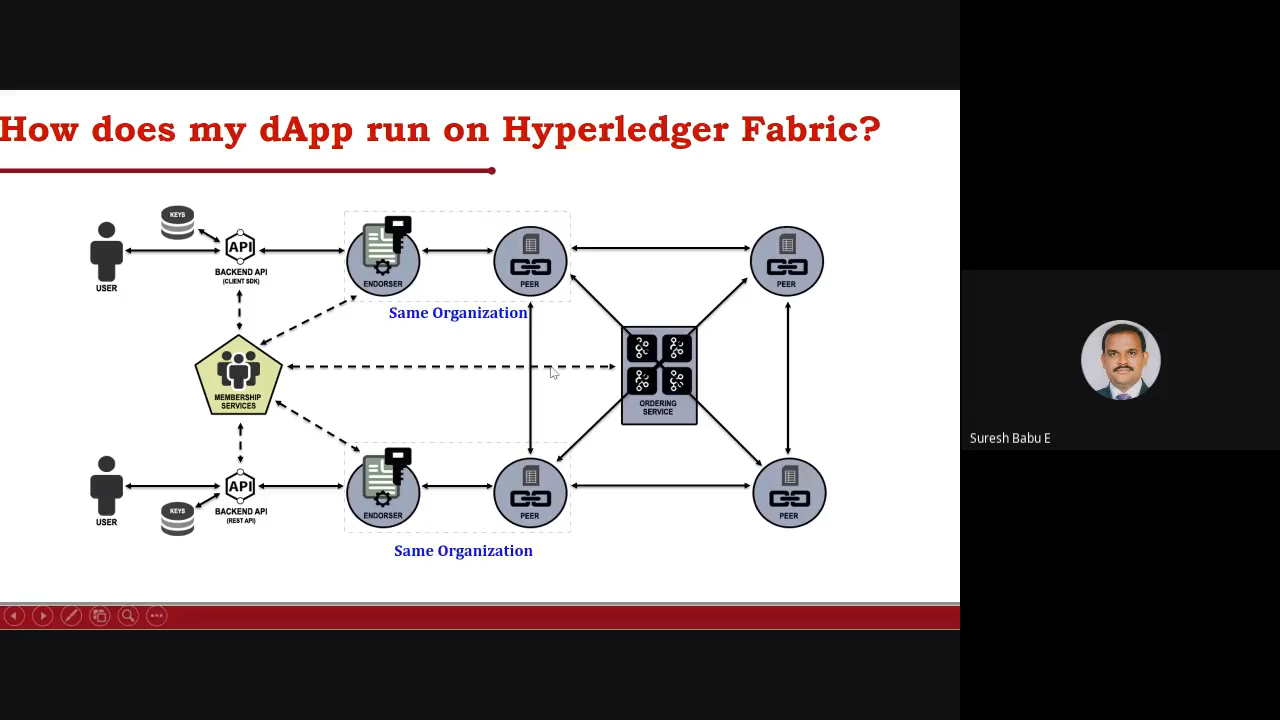 How does my dApp run on Hyperledger Fabric?
KEYS
API
BACKEND API
(CLIENT SDK)
USER
ENDORSER
PEER
PEER
Same Organization
MEMBERSHIP
SERVICES
ORDERING
SERVICE
Suresh Babu E
API
BACKEND API
(REST API)
USER
KEYS
ENDORSER
PEER
PEER
Same Organization